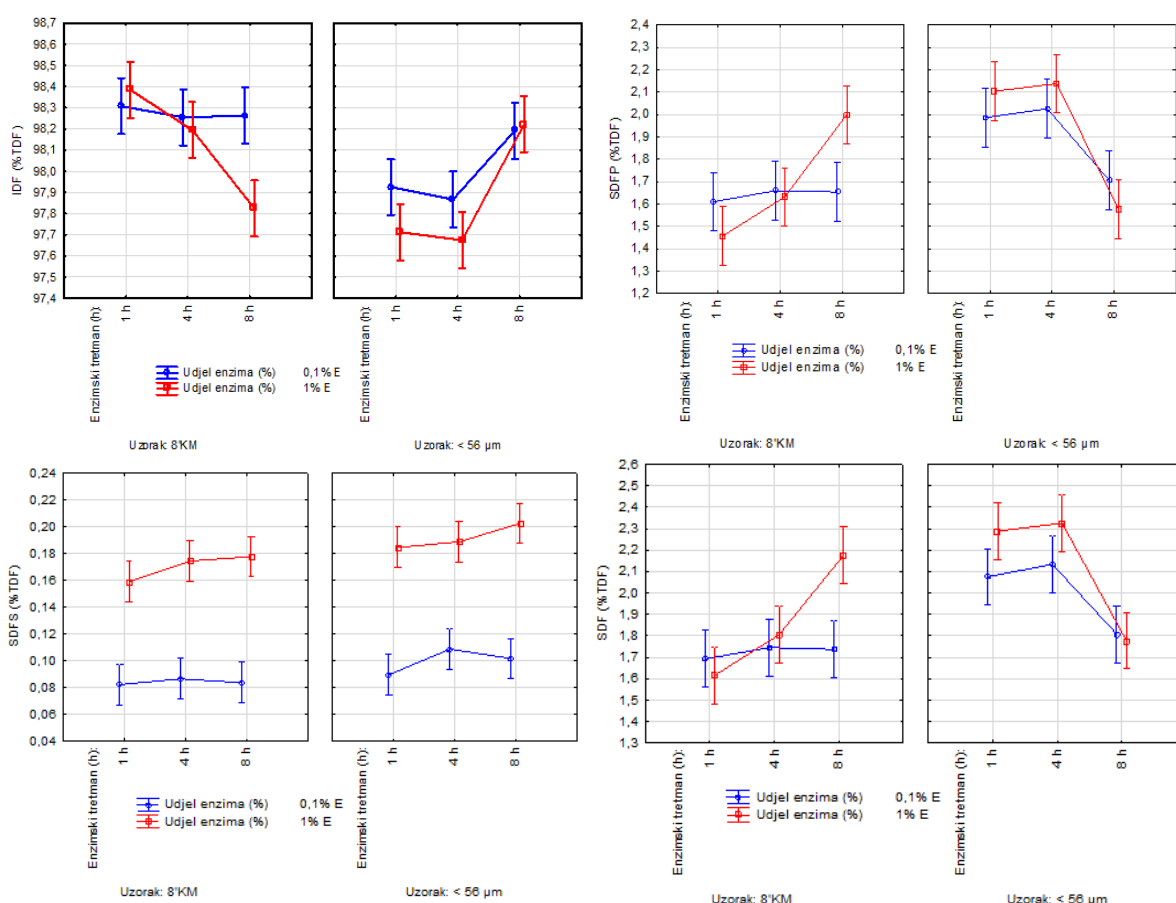 98,7
98,6
98,5
98,4
98,3
98,2
98,1
98,0
97,9
97,8
97,7
97,6
97,5
97,4
IDF (%TDF)
Enzimski tretman (h):
1 h
4 h
8 h
1 h
4 h
8 h
Udjel enzima (%) 0,1% E
Udjel enzima (%) 1% E
Uzorak: 8'KM
Uzorak: < 56 µm
2,4
2,3
2,2
2,1
2,0
1,9
1,8
1,7
1,6
1,5
1,4
1,3
1,2
SDFP (%TDF)
Enzimski tretman (h):
1 h
4 h
8 h
1 h
4 h
8 h
Udjel enzima (%) 0,1% E
Udjel enzima (%) 1% E
Uzorak: 8'KM
Uzorak: < 56 µm
0,24
0,22
0,20
0,18
0,16
0,14
0,12
0,10
0,08
0,06
0,04
SDFS (%TDF)
Enzimski tretman (h):
1 h
4 h
8 h
1 h
4 h
8 h
Udjel enzima (%) 0,1% E
Udjel enzima (%) 1% E
Uzorak: 8'KM
Uzorak: < 56 µm
2,6
2,5
2,4
2,3
2,2
2,1
2,0
1,9
1,8
1,7
1,6
1,5
1,4
1,3
SDF (%TDF)
Enzimski tretman (h):
1 h
4 h
8 h
1 h
4 h
8 h
Udjel enzima (%) 0,1% E
Udjel enzima (%) 1% E
Uzorak: 8'KM
Uzorak: < 56 µm